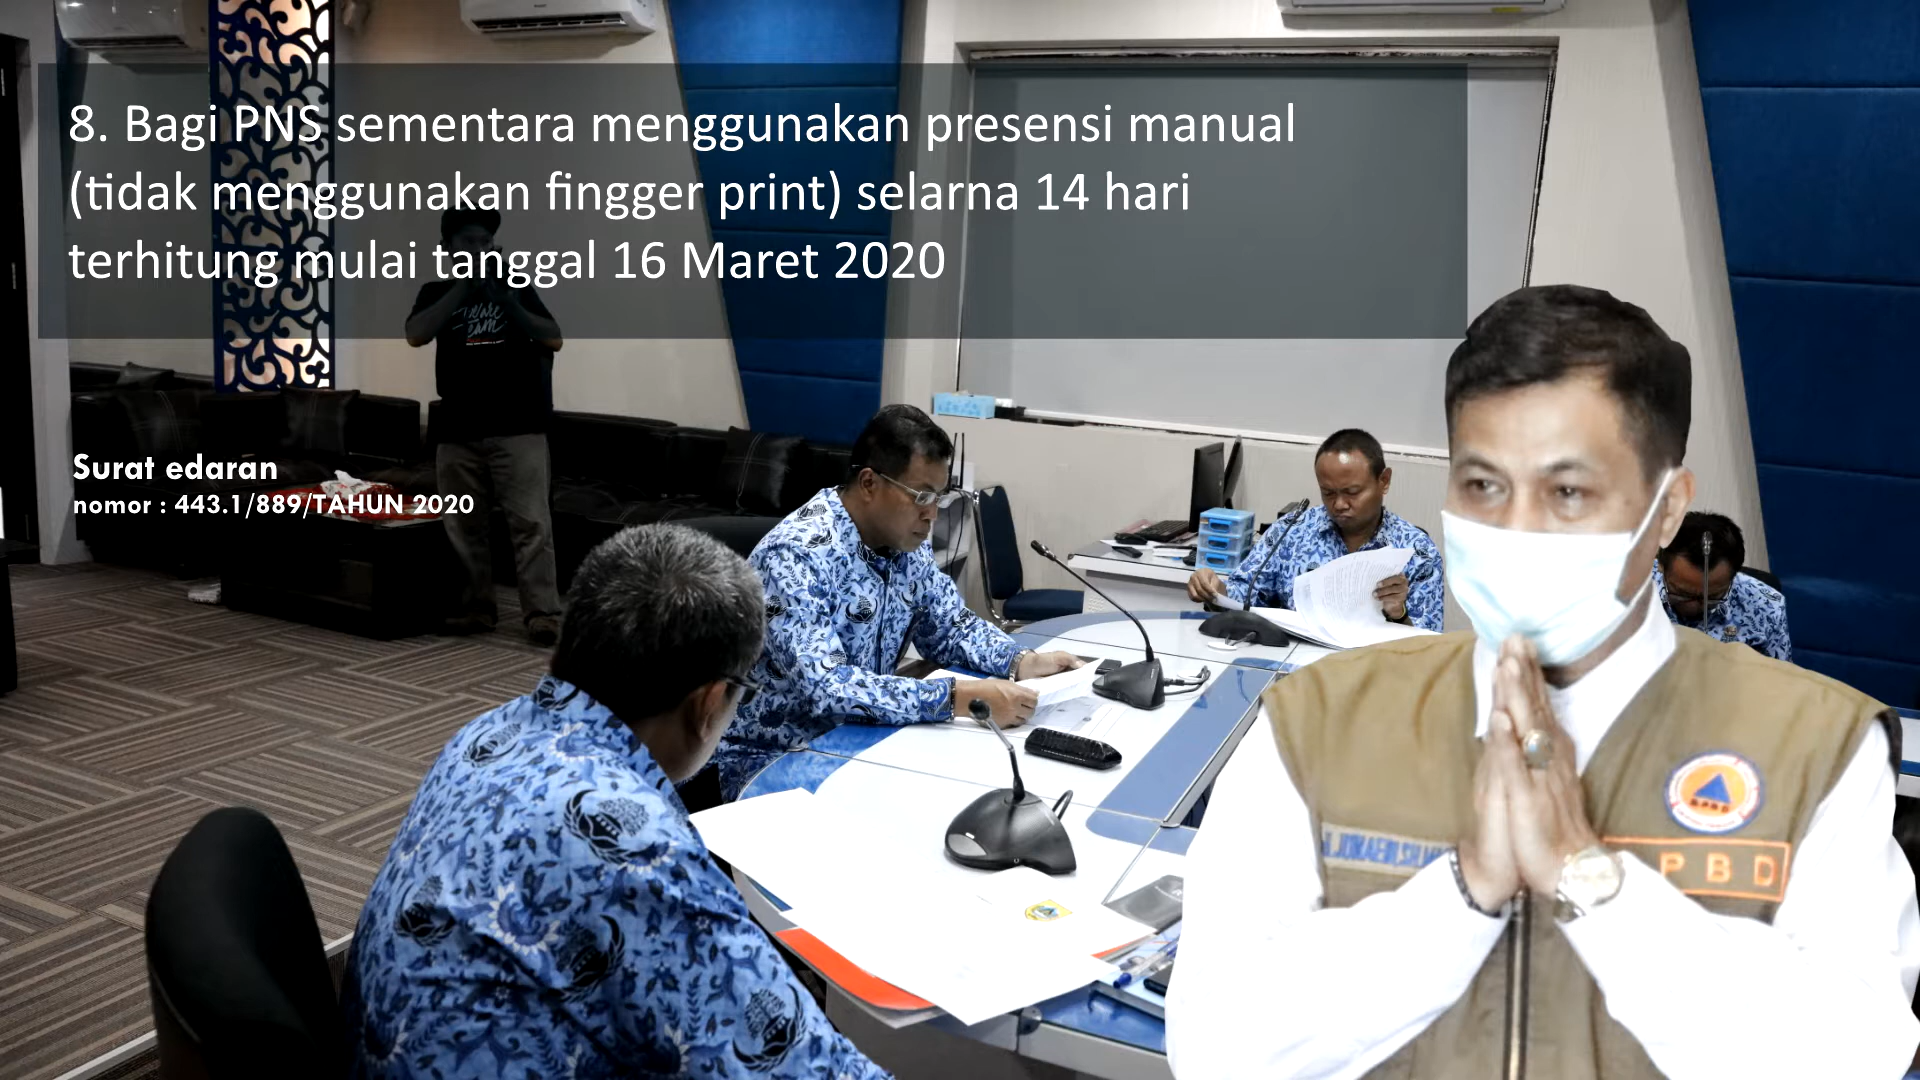 8. Bagi PNS sementara menggunakan presensi manual
(tidak menggunakan fingger print) selarna 14 hari
terhitung mulai tanggal 16 Maret 2020
Surat edaran
nomor : 443.1/889/TAHUN 2020
PBD